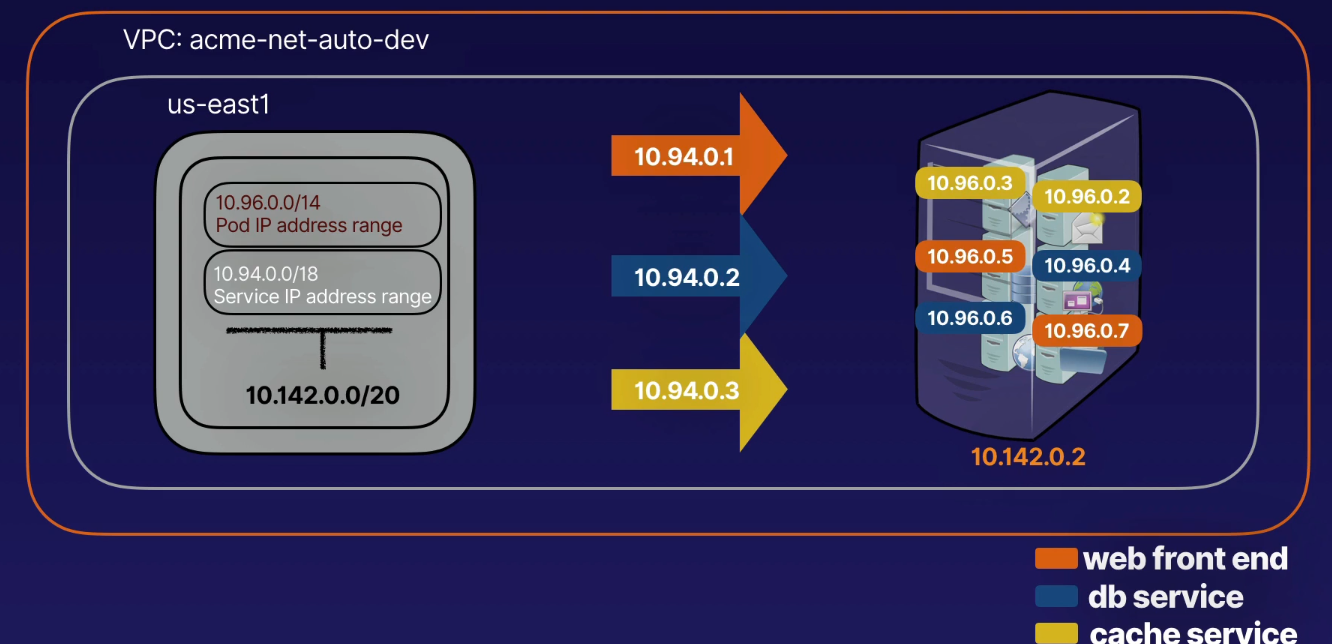 VPC: acme-net-auto-dev
us-east1
10.96.0.0/14
Pod IP address range
10.94.0.0/18
Service IP address range
10.142.0.0/20
10.94.0.1
10.94.0.2
10.94.0.3
10.96.0.3
10.96.0.2
10.96.0.5
10.96.0.4
10.96.0.6
10.96.0.7
10.142.0.2
web front end
db service
cache service